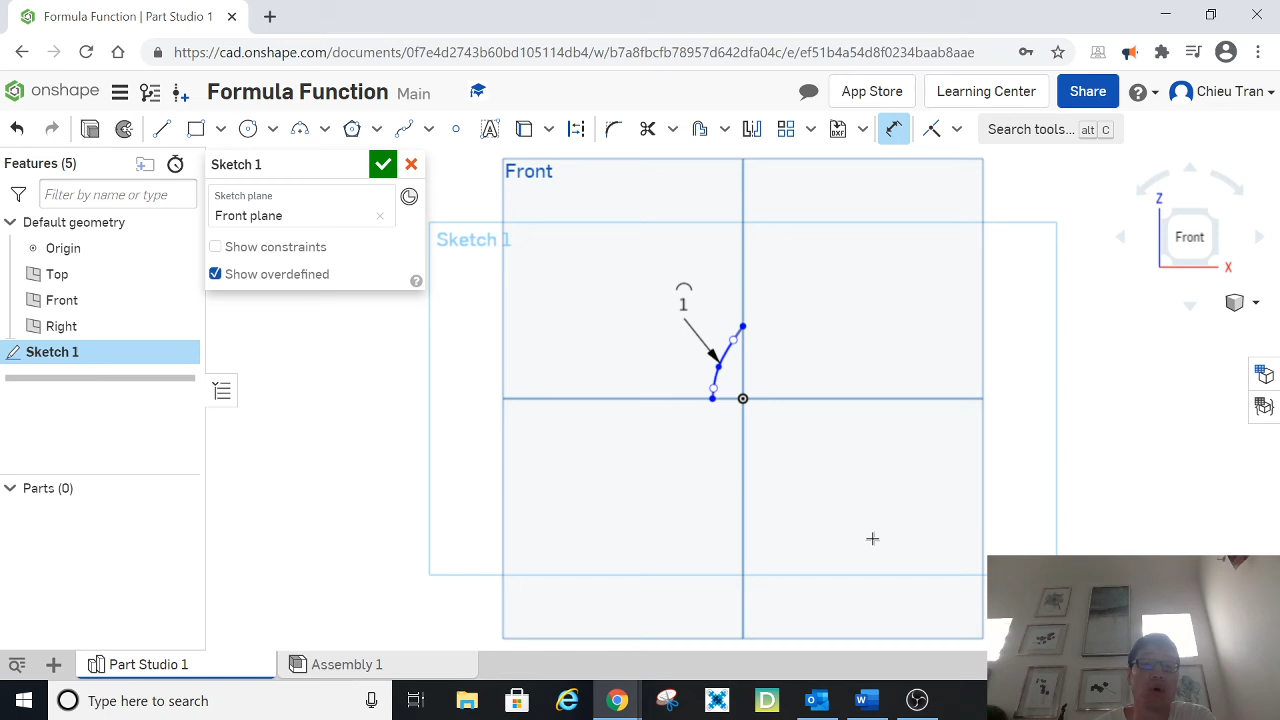 Formula Function | Part Studio 1
https://cad.onshape.com/documents/0f7e4d2743b60bd105114db4/w/b7a8fbcfb78957d642dfa04c/e/ef51b4a54d8f0234baab8aae
onshape
Formula Function Main
App Store
Learning Center
Share
Chieu Tran
Search tools... alt C
Features (5)
Filter by name or type
Default geometry
Origin
Top
Front
Right
Sketch 1
Parts (0)
Sketch 1
Sketch plane
Front plane
Show constraints
Show overdefined
Front
Sketch 1
1
Z
Front
X
Part Studio 1
Assembly 1
Type here to search